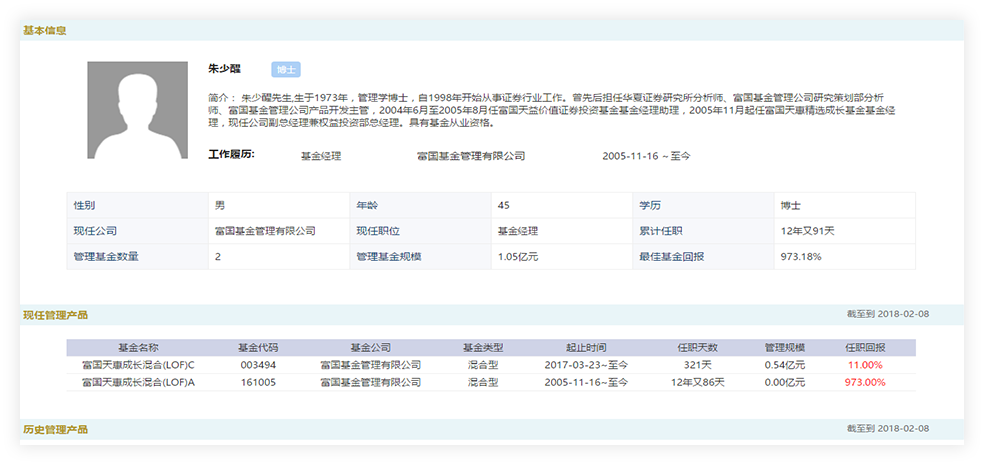 基本信息
朱少醒 博士
简介： 朱少醒先生,生于1973年，管理学博士，自1998年开始从事证券行业工作。曾先后担任华夏证券研究所分析师、富国基金管理公司研究策划部分析
师、富国基金管理公司产品开发主管，2004年6月至2005年8月任富国天益价值证券投资基金基金经理助理，2005年11月起任富国天惠精选成长基金基金经
理，现任公司副总经理兼权益投资部总经理。具有基金从业资格。
工作履历: 基金经理 富国基金管理有限公司 2005-11-16 ~ 至今
性别 男 年龄 45 学历 博士
现任公司 富国基金管理有限公司 现任职位 基金经理 累计任职 12年又91天
管理基金数量 2 管理基金规模 1.05亿元 最佳基金回报 973.18%
现任管理产品 截至到 2018-02-08
基金名称 基金代码 基金公司 基金类型 起止时间 任职天数 管理规模 任职回报
富国天惠成长混合(LOF)C 003494 富国基金管理有限公司 混合型 2017-03-23~至今 321天 0.54亿元 11.00%
富国天惠成长混合(LOF)A 161005 富国基金管理有限公司 混合型 2005-11-16~至今 12年又86天 0.00亿元 973.00%
历史管理产品 截至到 2018-02-08